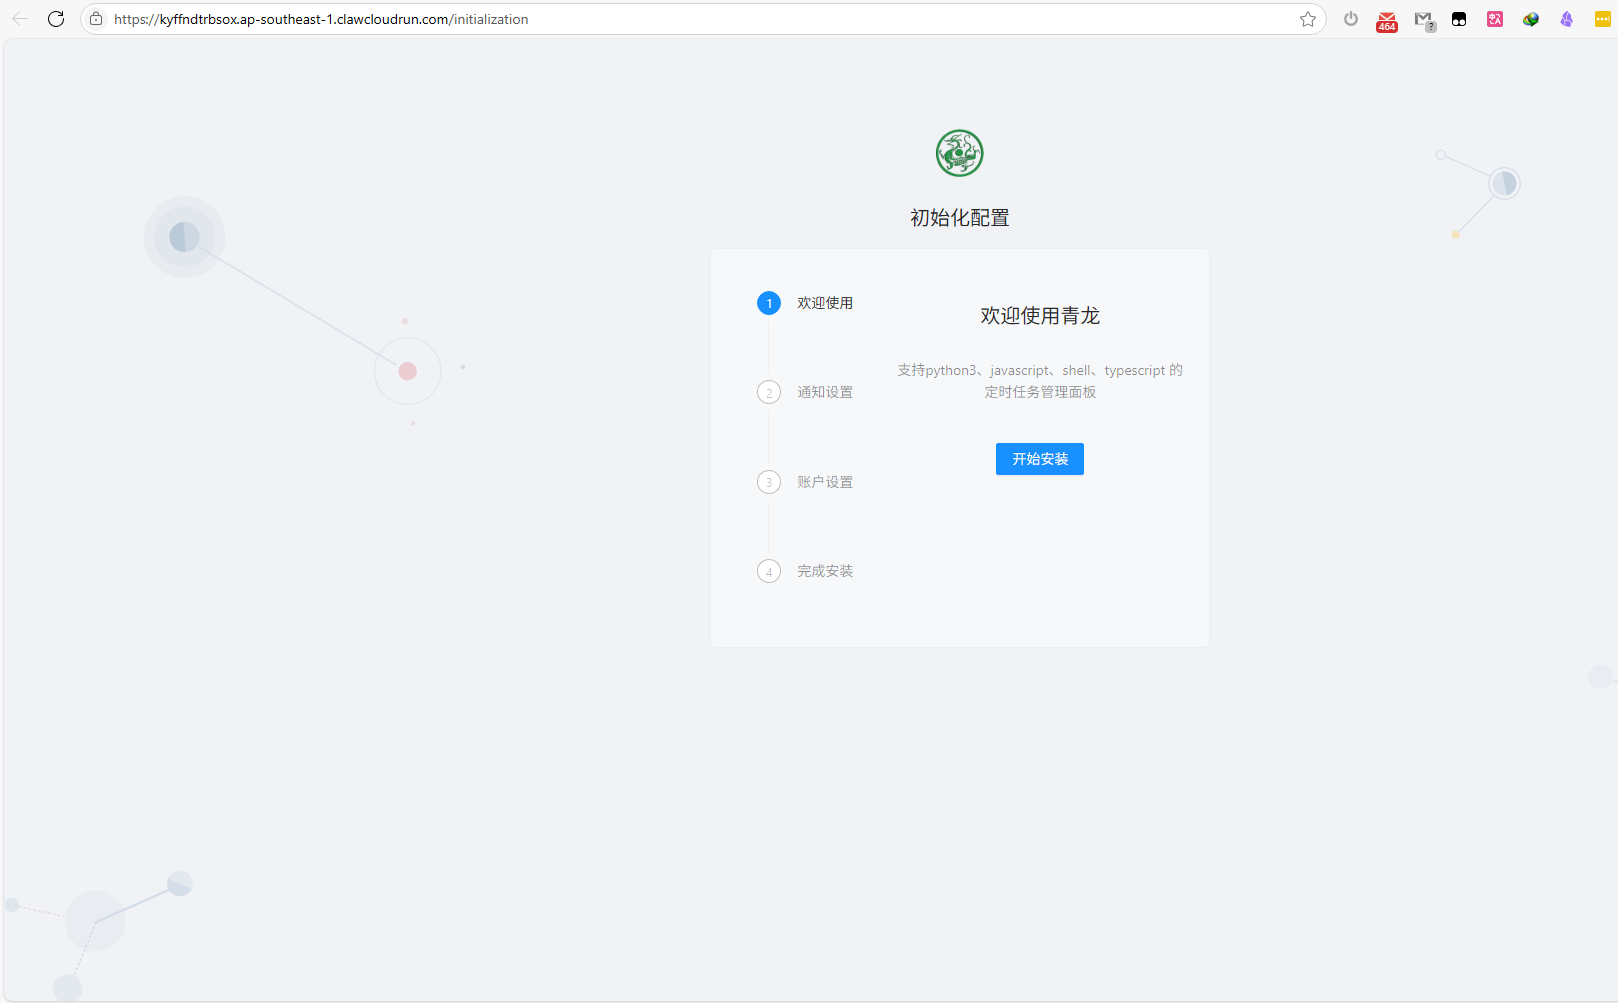 https://kyffndtrbsox.ap-southeast-1.clawcloudrun.com/initialization
464
?
初始化配置
1 欢迎使用
2 通知设置
3 账户设置
4 完成安装
欢迎使用青龙
支持python3、javascript、shell、typescript 的
定时任务管理面板
开始安装